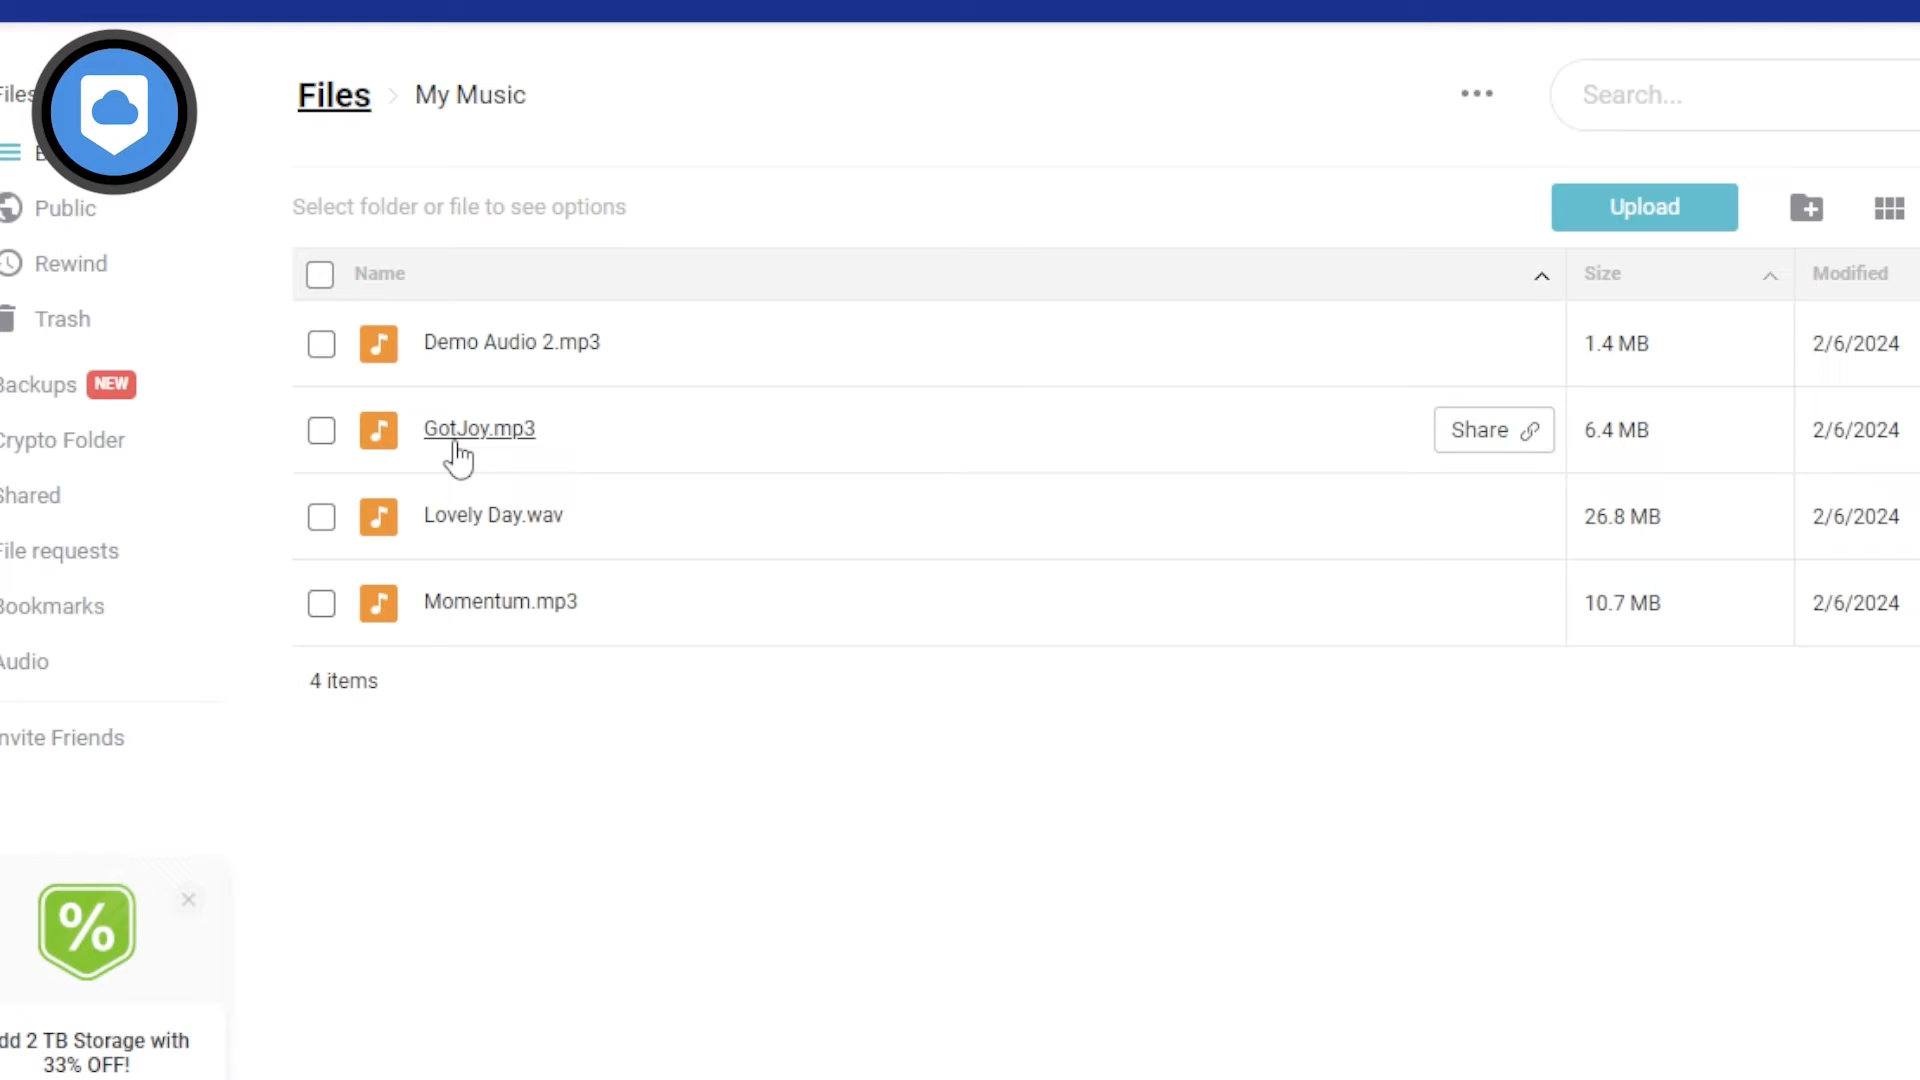 Files
Public
Rewind
Trash
Backups NEW
Crypto Folder
Shared
File requests
Bookmarks
Audio
Invite Friends
%
Add 2 TB Storage with
33% OFF!
Files > My Music
Search...
Select folder or file to see options
Upload
Name Size Modified
Demo Audio 2.mp3 1.4 MB 2/6/2024
GotJoy.mp3 Share 6.4 MB 2/6/2024
Lovely Day.wav 26.8 MB 2/6/2024
Momentum.mp3 10.7 MB 2/6/2024
4 items